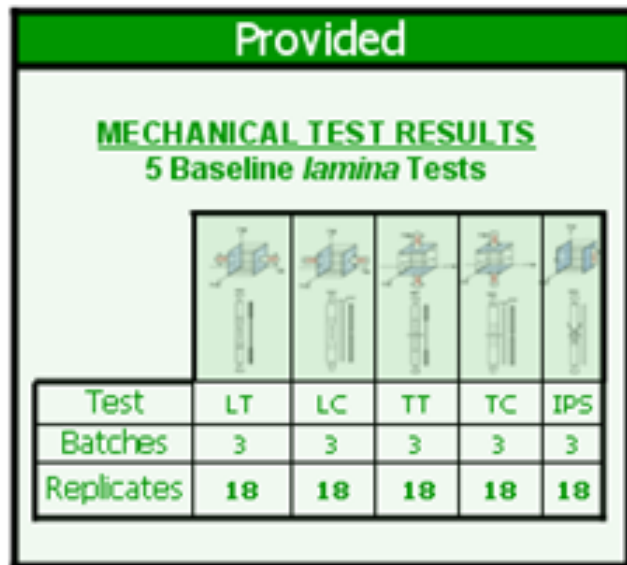 Provided
MECHANICAL TEST RESULTS
5 Baseline lamina Tests
Test LT LC TT TC IPS
Batches 3 3 3 3 3
Replicates 18 18 18 18 18